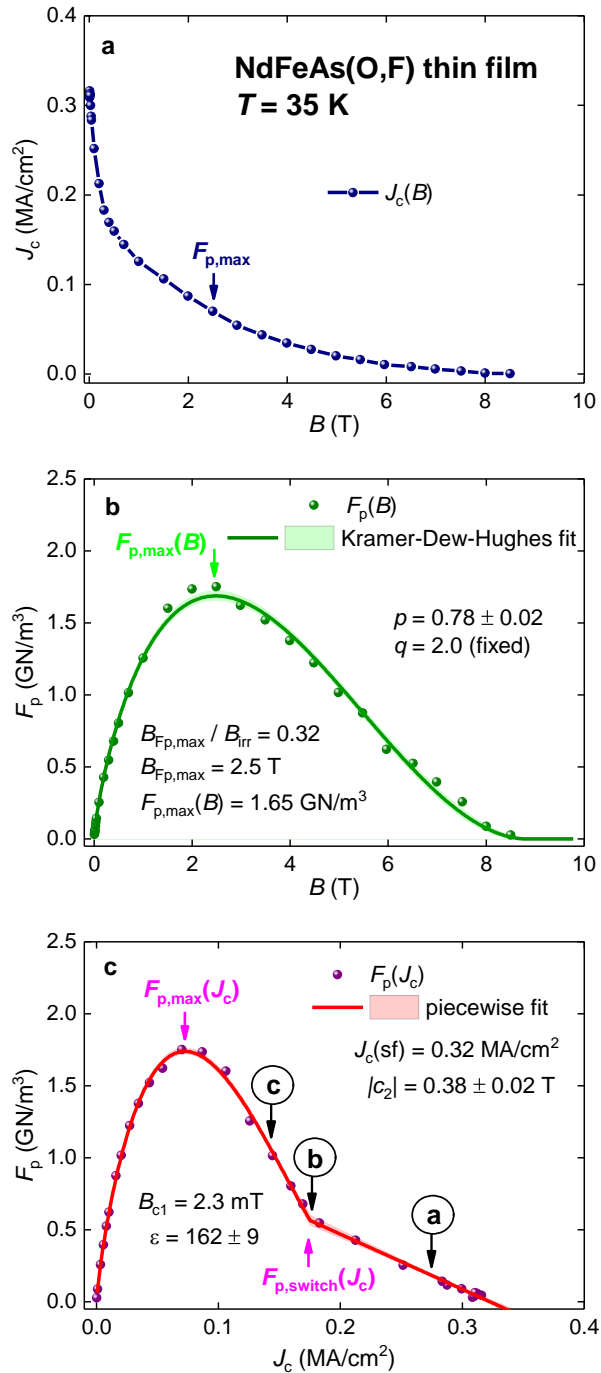 a
NdFeAs(O,F) thin film
T = 35 K
J_c(B)
F_p,max
0.4
0.3
0.2
0.1
0.0
J_c (MA/cm²)
0 2 4 6 8 10
B (T)
b
F_p(B)
Kramer-Dew-Hughes fit
F_p,max(B)
p = 0.78 ± 0.02
q = 2.0 (fixed)
B_Fp,max / B_irr = 0.32
B_Fp,max = 2.5 T
F_p,max(B) = 1.65 GN/m³
2.5
2.0
1.5
1.0
0.5
0.0
F_p (GN/m³)
0 2 4 6 8 10
B (T)
c
F_p(J_c)
piecewise fit
F_p,max(J_c)
J_c(sf) = 0.32 MA/cm²
|c₂| = 0.38 ± 0.02 T
c
b
a
B_c1 = 2.3 mT
ε = 162 ± 9
F_p,switch(J_c)
2.5
2.0
1.5
1.0
0.5
0.0
F_p (GN/m³)
0.0 0.1 0.2 0.3 0.4
J_c (MA/cm²)